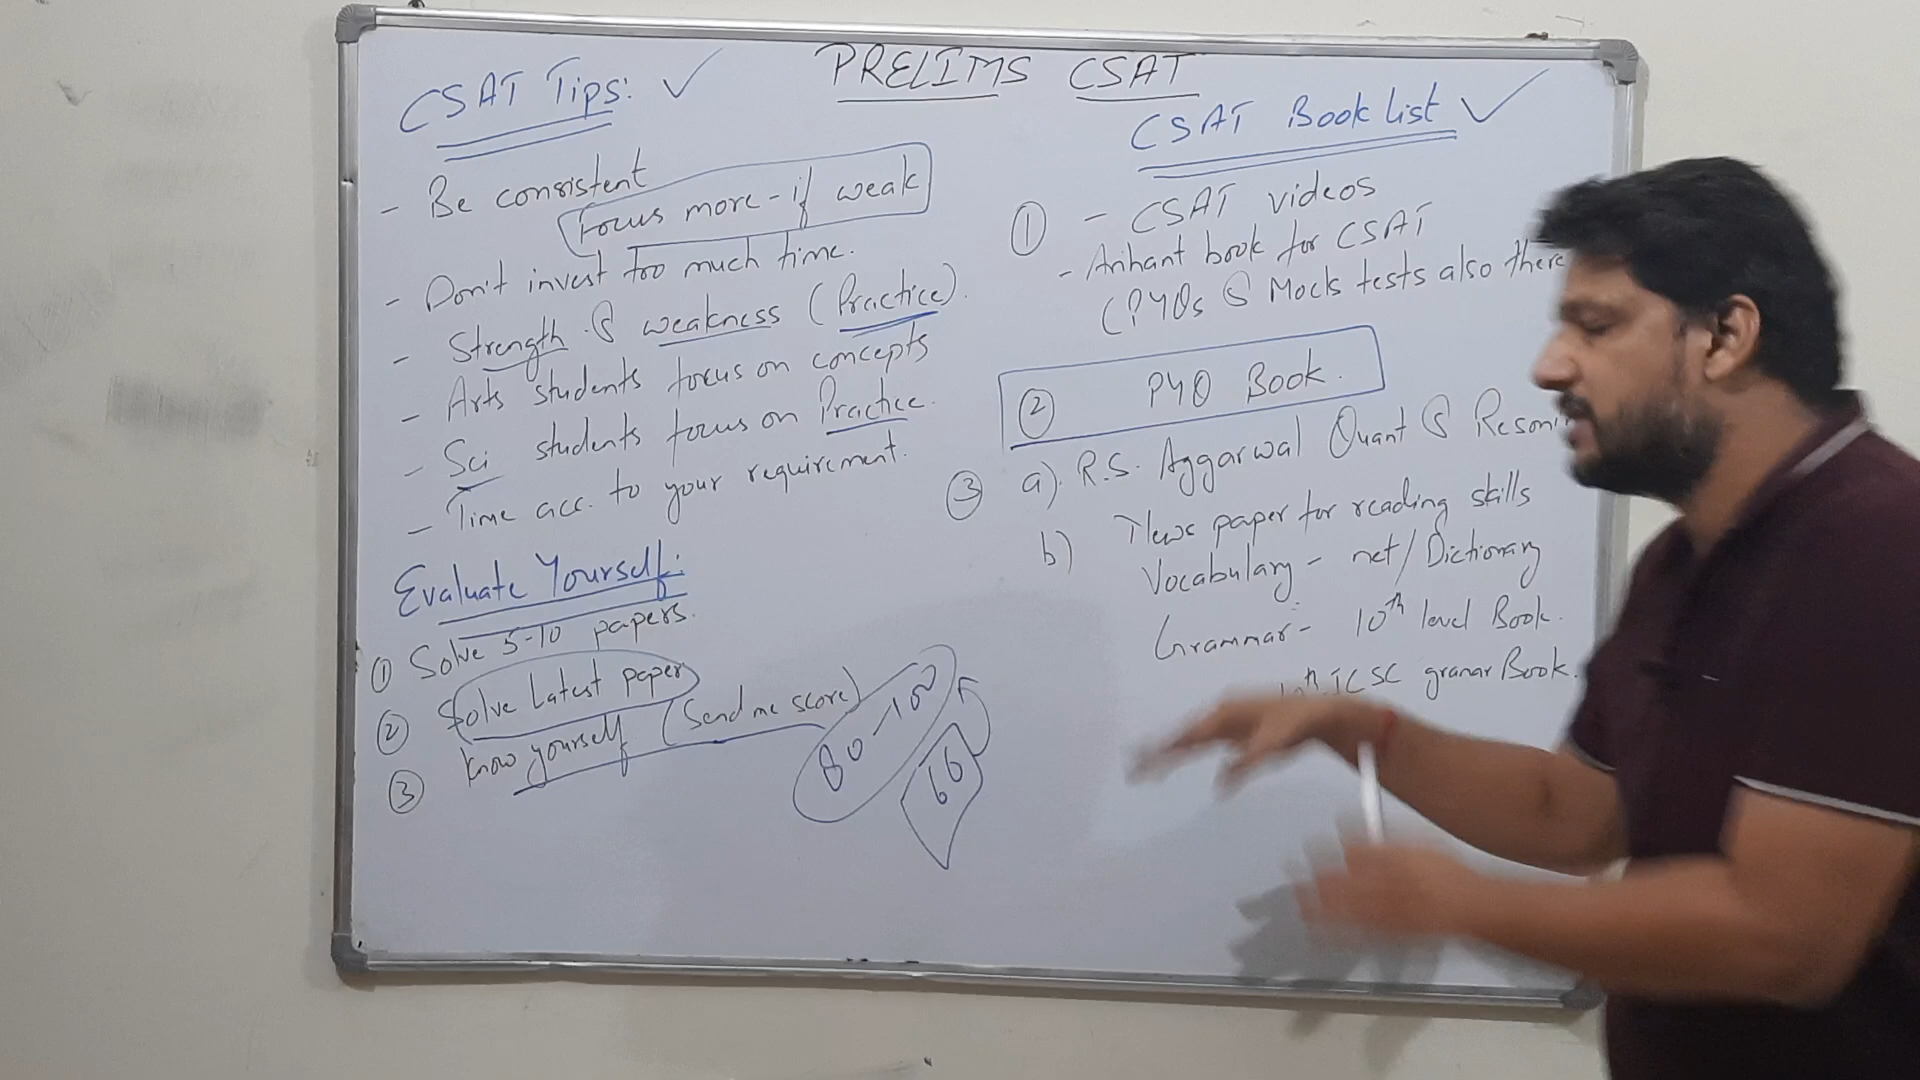 PRELIMS CSAT
CSAT Tips: ✓
- Be consistent
Focus more - if weak
- Don't invest too much time.
- Strength & weakness (Practice).
- Arts students focus on concepts
- Sci students focus on Practice.
- Time acc. to your requirement.
Evaluate Yourself:
① Solve 5-10 papers.
② Solve Latest paper
③ Know yourself (Send me score)
80-100
66
CSAT Book List ✓
① - CSAT videos
- Arihant book for CSAT
(PYQs & Mock tests also there
② PYQ Book.
③ a). R.S. Aggarwal Quant &
b) News paper for reading skills
Vocabulary - net/Dictionary
Grammar - 10th level Book.
ICSC Book.